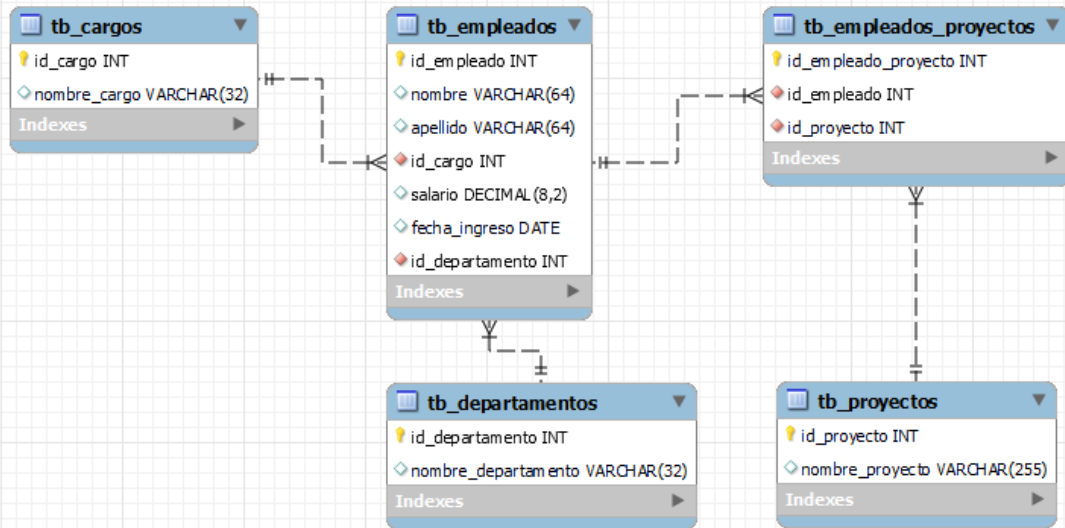 tb_cargos
id_cargo INT
nombre_cargo VARCHAR(32)
Indexes
tb_empleados
id_empleado INT
nombre VARCHAR(64)
apellido VARCHAR(64)
id_cargo INT
salario DECIMAL(8,2)
fecha_ingreso DATE
id_departamento INT
Indexes
tb_empleados_proyectos
id_empleado_proyecto INT
id_empleado INT
id_proyecto INT
Indexes
tb_departamentos
id_departamento INT
nombre_departamento VARCHAR(32)
Indexes
tb_proyectos
id_proyecto INT
nombre_proyecto VARCHAR(255)
Indexes